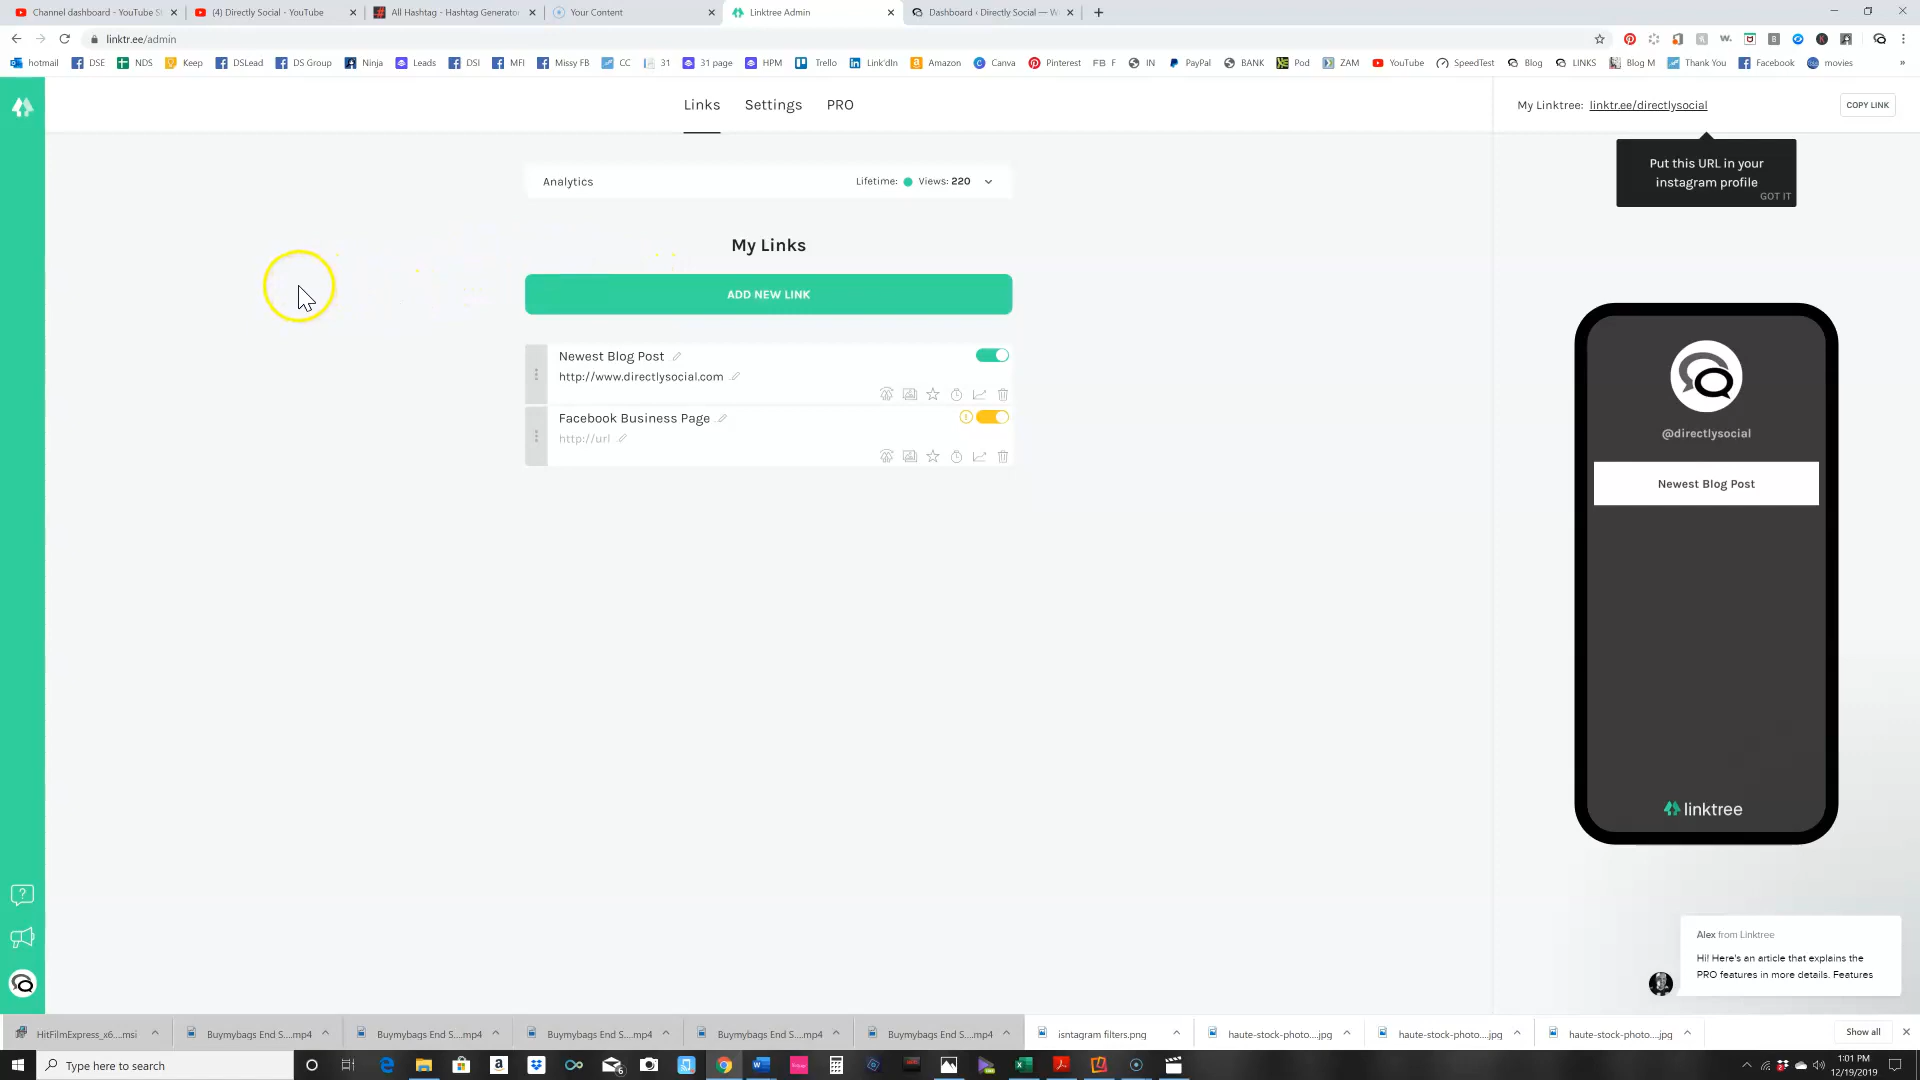 Channel dashboard - YouTube St
(4) Directly Social - YouTube
All Hashtag - Hashtag Generator
Your Content
Linktree Admin
Dashboard ‹ Directly Social — W
linktr.ee/admin
hotmail DSE NDS Keep DSLead DS Group Ninja Leads DSI MFI Missy FB CC 31 31 page HPM Trello Link'dIn Amazon Canva Pinterest FB F IN PayPal BANK Pod ZAM YouTube SpeedTest Blog LINKS Blog M Thank You Facebook movies »
Links Settings PRO
My Linktree: linktr.ee/directlysocial
COPY LINK
Put this URL in your
instagram profile
GOT IT
Analytics
Lifetime: Views: 220
My Links
ADD NEW LINK
Newest Blog Post
http://www.directlysocial.com
Facebook Business Page
http://url
@directlysocial
Newest Blog Post
linktree
Alex from Linktree
Hi! Here's an article that explains the
PRO features in more details. Features
HitFilmExpress_x6....msi
Buymybags End S....mp4
Buymybags End S....mp4
Buymybags End S....mp4
Buymybags End S....mp4
Buymybags End S....mp4
isntagram filters.png
haute-stock-photo....jpg
haute-stock-photo....jpg
haute-stock-photo....jpg
Show all
Type here to search
1:01 PM
12/19/2019